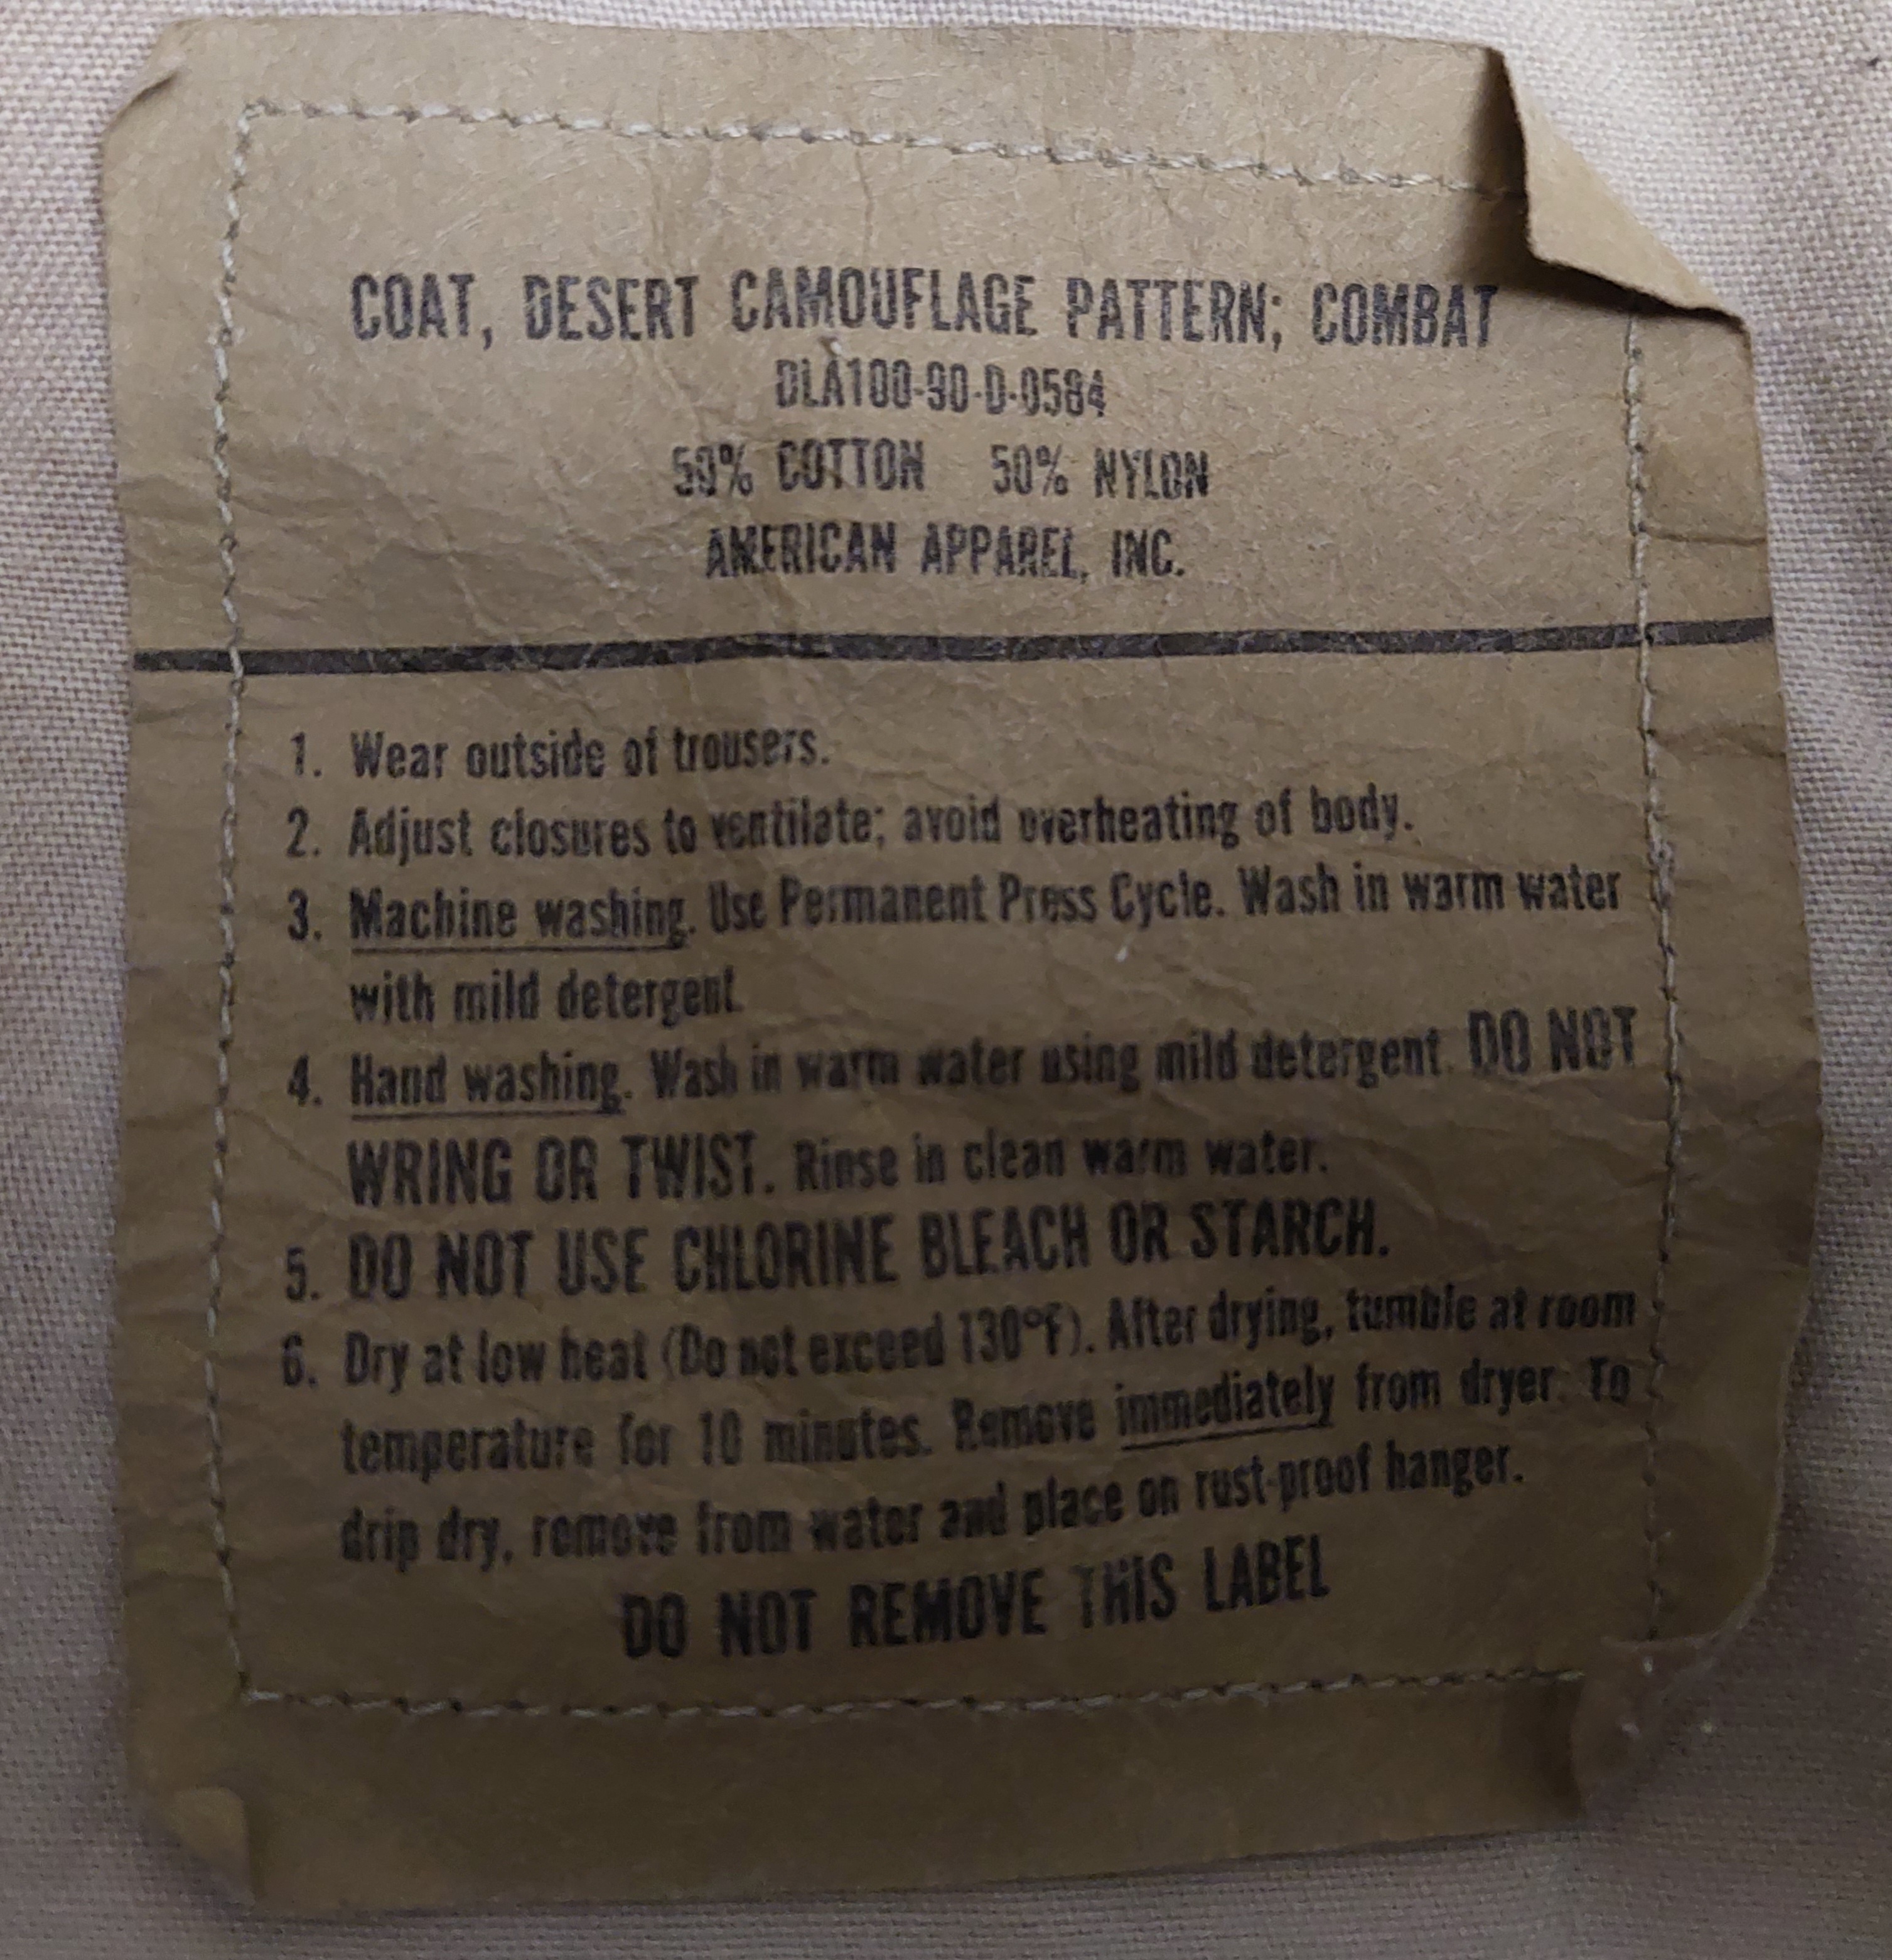 COAT, DESERT CAMOUFLAGE PATTERN; COMBAT
DLA100-90-D-0584
50% COTTON 50% NYLON
AMERICAN APPAREL, INC.
1. Wear outside of trousers.
2. Adjust closures to ventilate; avoid overheating of body.
3. Machine washing. Use Permanent Press Cycle. Wash in warm water
with mild detergent.
4. Hand washing. Wash in warm water using mild detergent. DO NOT
WRING OR TWIST. Rinse in clean warm water.
5. DO NOT USE CHLORINE BLEACH OR STARCH.
6. Dry at low heat (Do not exceed 130°F). After drying, tumble at room
temperature for 10 minutes. Remove immediately from dryer. To
drip dry, remove from water and place on rust-proof hanger.
DO NOT REMOVE THIS LABEL